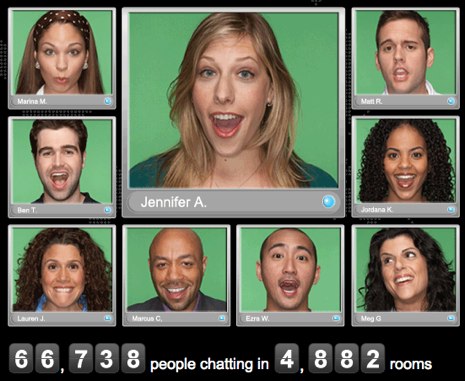 Marina M.
Matt R.
Ben T.
Jennifer A.
Jordana K.
Lauren J.
Marcus C.
Ezra W.
Meg G
66,738 people chatting in 4,882 rooms